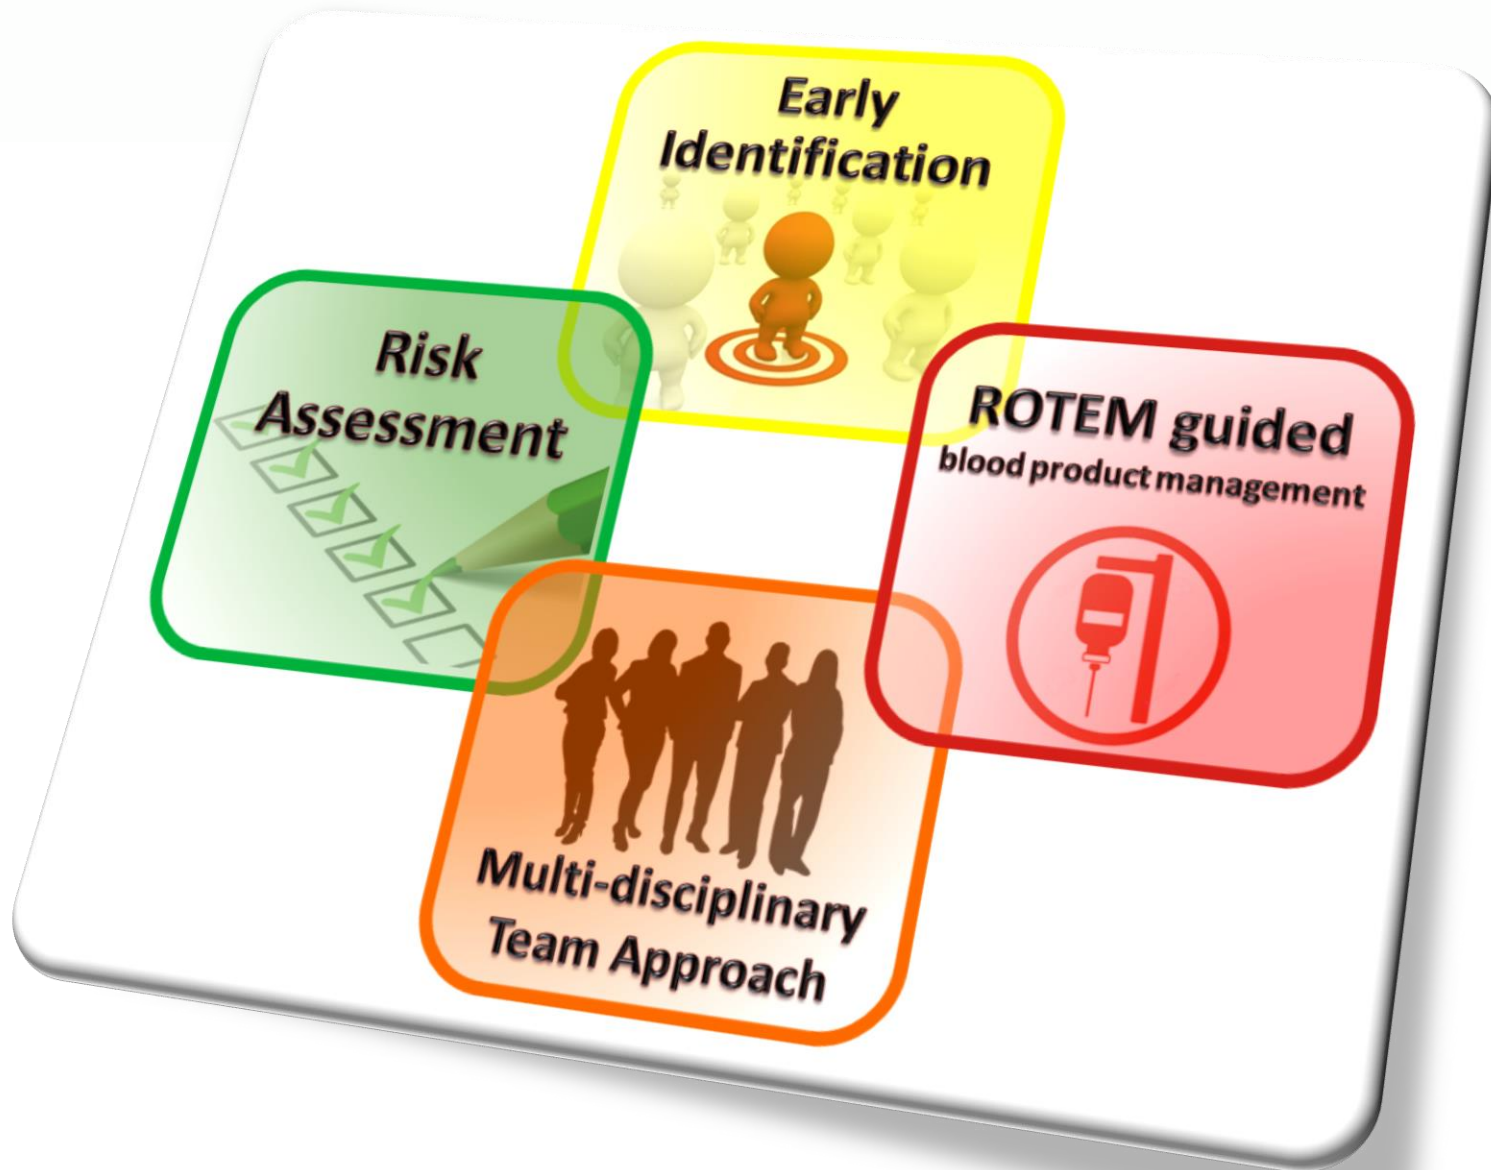 Early
Identification
Risk
Assessment
ROTEM guided
blood product management
Multi-disciplinary
Team Approach